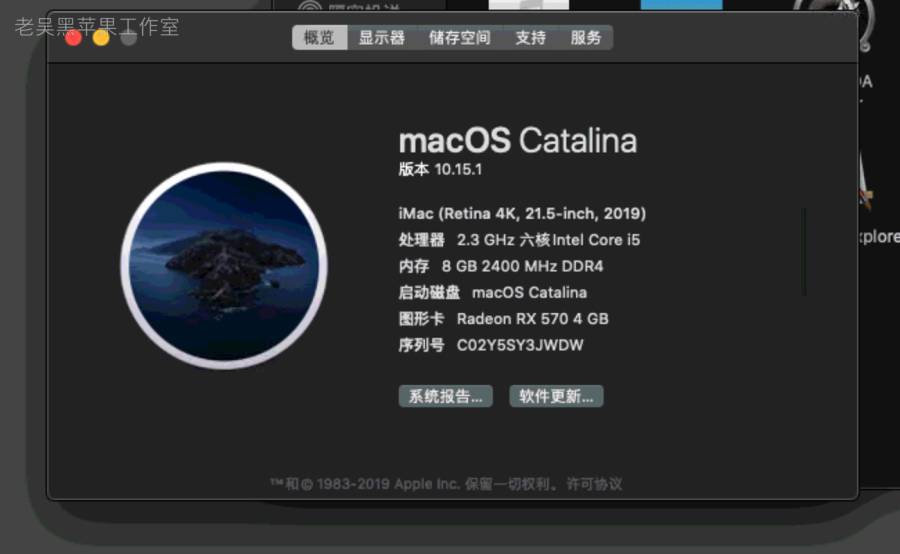 老吴黑苹果工作室
概览 显示器 储存空间 支持 服务
macOS Catalina
版本 10.15.1
iMac (Retina 4K, 21.5-inch, 2019)
处理器 2.3 GHz 六核Intel Core i5
内存 8 GB 2400 MHz DDR4
启动磁盘 macOS Catalina
图形卡 Radeon RX 570 4 GB
序列号 C02Y5SY3JWDW
系统报告... 软件更新...
™和© 1983-2019 Apple Inc. 保留一切权利。许可协议